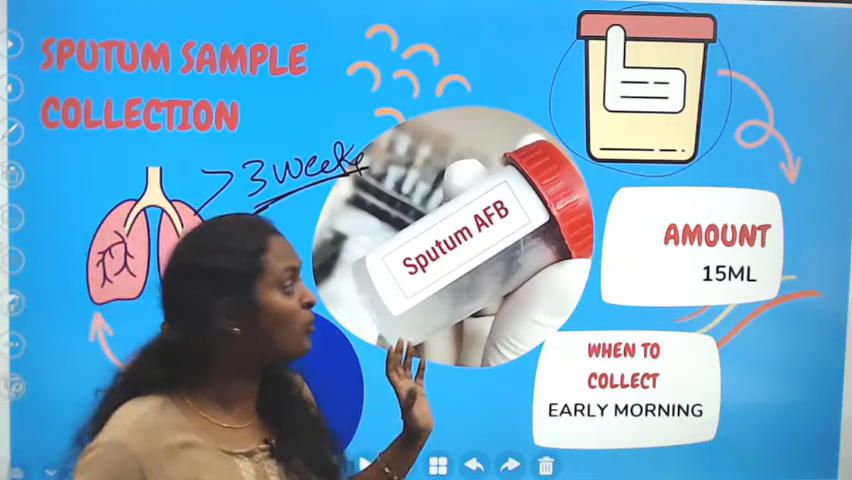 SPUTUM SAMPLE
COLLECTION
>3 weeks
Sputum AFB
AMOUNT
15ML
WHEN TO
COLLECT
EARLY MORNING